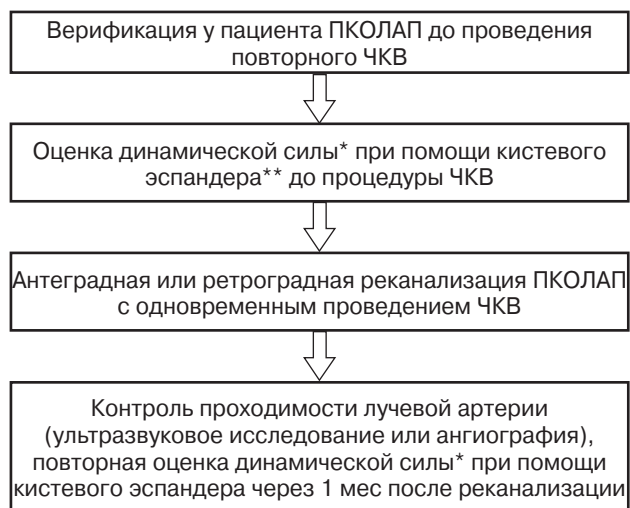 Верификация у пациента ПКОЛАП до проведения
повторного ЧКВ
Оценка динамической силы* при помощи кистевого
эспандера** до процедуры ЧКВ
Антеградная или ретроградная реканализация ПКОЛАП
с одновременным проведением ЧКВ
Контроль проходимости лучевой артерии
(ультразвуковое исследование или ангиография),
повторная оценка динамической силы* при помощи
кистевого эспандера через 1 мес после реканализации